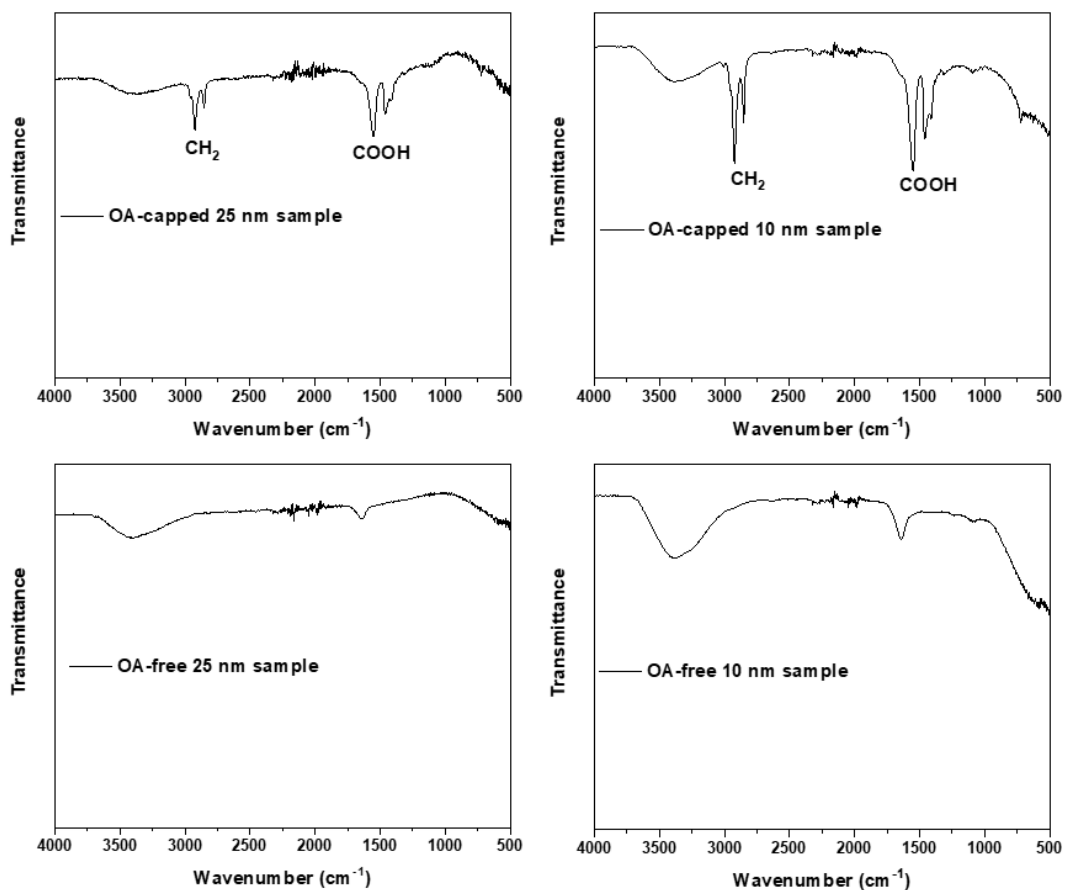 Transmittance
CH₂
COOH
OA-capped 25 nm sample
4000 3500 3000 2500 2000 1500 1000 500
Wavenumber (cm⁻¹)
Transmittance
CH₂
COOH
OA-capped 10 nm sample
4000 3500 3000 2500 2000 1500 1000 500
Wavenumber (cm⁻¹)
Transmittance
OA-free 25 nm sample
4000 3500 3000 2500 2000 1500 1000 500
Wavenumber (cm⁻¹)
Transmittance
OA-free 10 nm sample
4000 3500 3000 2500 2000 1500 1000 500
Wavenumber (cm⁻¹)